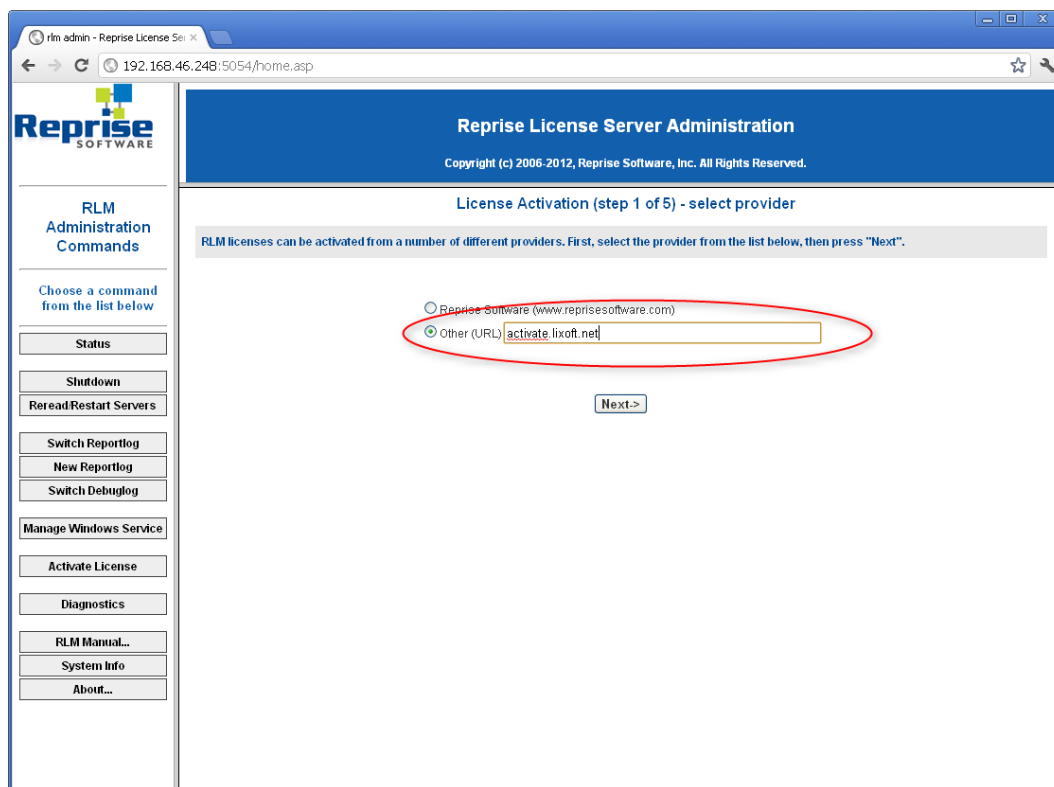 rlm admin - Reprise License Ser
192.168.46.248:5054/home.asp
Reprise
SOFTWARE
Reprise License Server Administration
Copyright (c) 2006-2012, Reprise Software, Inc. All Rights Reserved.
RLM
Administration
Commands
Choose a command
from the list below
Status
Shutdown
Reread/Restart Servers
Switch Reportlog
New Reportlog
Switch Debuglog
Manage Windows Service
Activate License
Diagnostics
RLM Manual...
System Info
About...
License Activation (step 1 of 5) - select provider
RLM licenses can be activated from a number of different providers. First, select the provider from the list below, then press "Next".
Reprise Software (www.reprisesoftware.com)
Other (URL) activate.lixoft.net
Next->